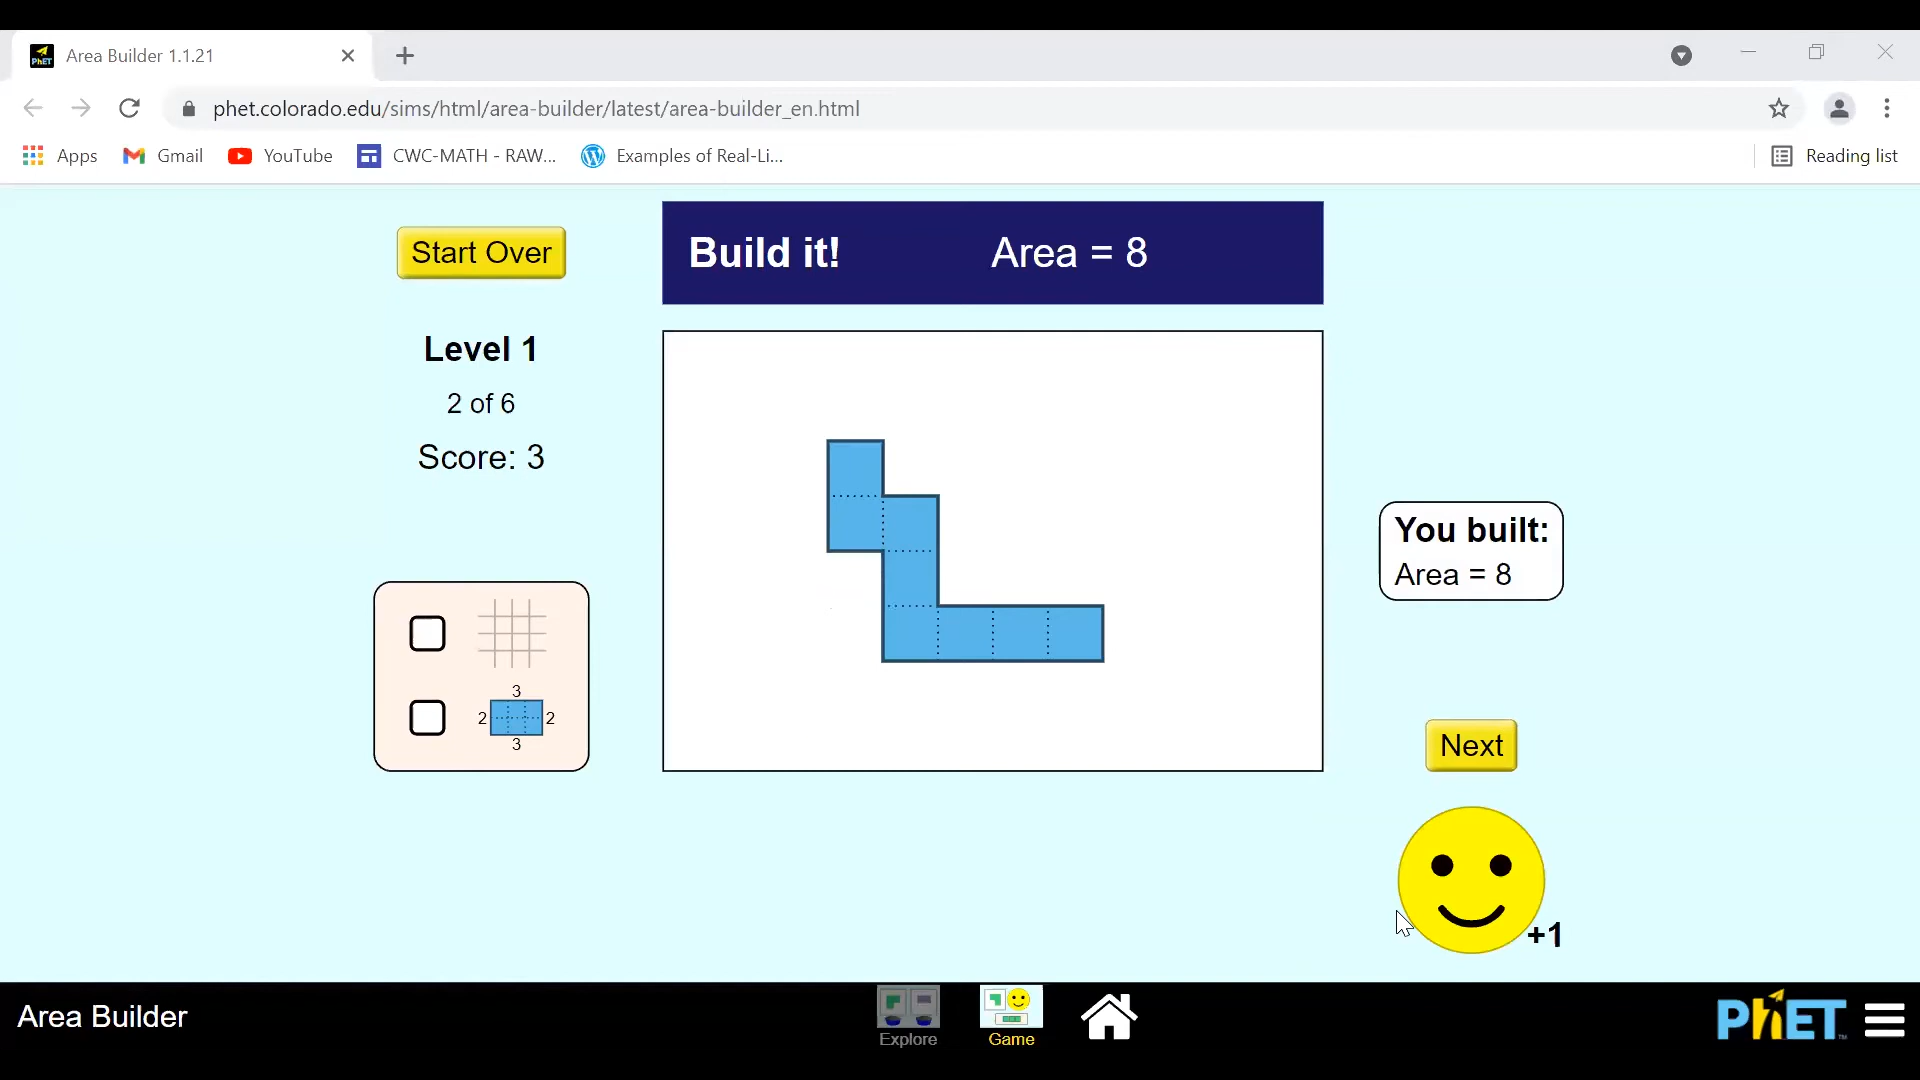 Area Builder 1.1.21
phet.colorado.edu/sims/html/area-builder/latest/area-builder_en.html
Apps Gmail YouTube CWC-MATH - RAW... Examples of Real-Li... Reading list
Start Over
Build it! Area = 8
Level 1
2 of 6
Score: 3
You built:
Area = 8
3
2 2
3
Next
+1
Area Builder
Explore
Game
PhET